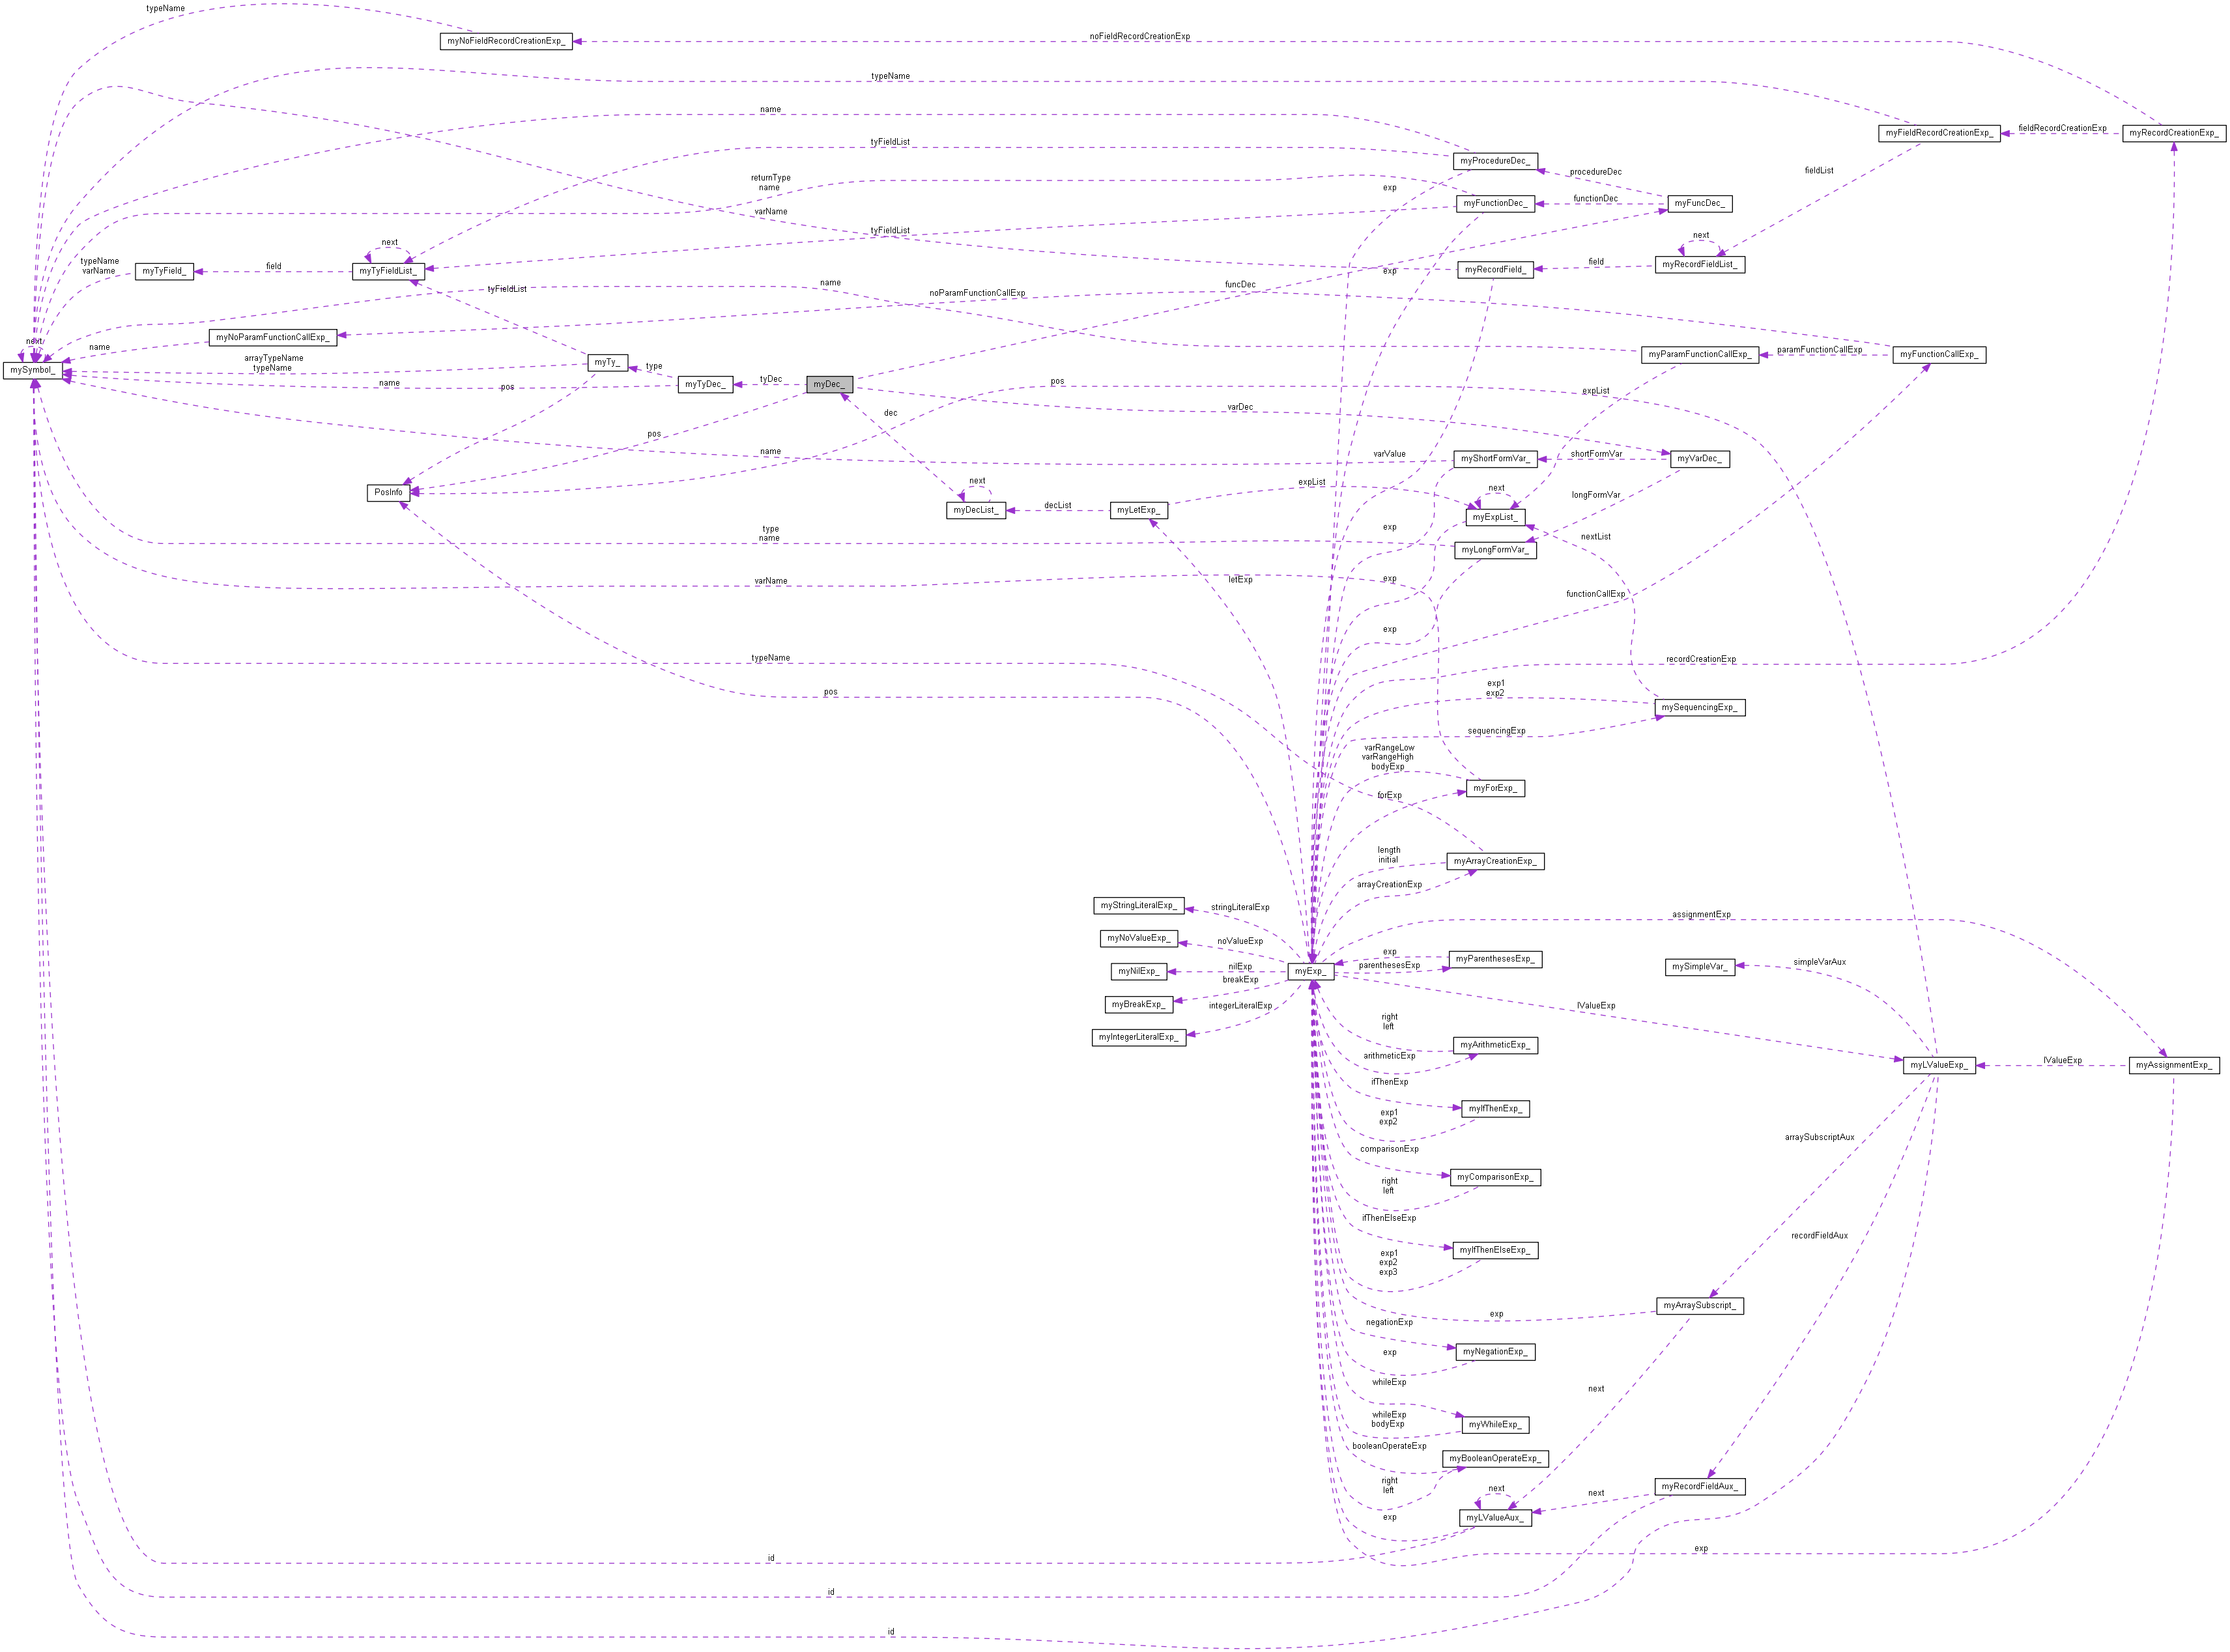 typeName
myNoFieldRecordCreationExp_
noFieldRecordCreationExp
typeName
name
myFieldRecordCreationExp_
fieldRecordCreationExp
myRecordCreationExp_
tyFieldList
myProcedureDec_
procedureDec
fieldList
returnType
name
exp
myFunctionDec_
functionDec
myFuncDec_
varName
tyFieldList
next
next
typeName
varName
myTyField_
field
myTyFieldList_
exp
myRecordField_
field
myRecordFieldList_
tyFieldList
noParamFunctionCallExp
name
funcDec
myNoParamFunctionCallExp_
next
name
mySymbol_
arrayTypeName
typeName
myTy_
type
myParamFunctionCallExp_
paramFunctionCallExp
myFunctionCallExp_
name
pos
myTyDec_
tyDec
myDec_
pos
expList
dec
varDec
pos
name
varValue
myShortFormVar_
shortFormVar
myVarDec_
PosInfo
next
myDecList_
decList
myLetExp_
expList
next
myExpList_
longFormVar
type
name
exp
myLongFormVar_
nextList
varName
letExp
exp
functionCallExp
exp
typeName
recordCreationExp
pos
exp1
exp2
mySequencingExp_
sequencingExp
varRangeLow
varRangeHigh
bodyExp
myForExp_
forExp
length
initial
myArrayCreationExp_
arrayCreationExp
myStringLiteralExp_
stringLiteralExp
assignmentExp
myNoValueExp_
noValueExp
exp
myParenthesesExp_
mySimpleVar_
simpleVarAux
myNilExp_
nilExp
myExp_
parenthesesExp
breakExp
myBreakExp_
integerLiteralExp
lValueExp
myIntegerLiteralExp_
right
left
myArithmeticExp_
arithmeticExp
myLValueExp_
lValueExp
myAssignmentExp_
ifThenExp
exp1
exp2
myIfThenExp_
arraySubscriptAux
comparisonExp
myComparisonExp_
right
left
ifThenElseExp
recordFieldAux
exp1
exp2
exp3
myIfThenElseExp_
myArraySubscript_
exp
negationExp
exp
myNegationExp_
whileExp
next
whileExp
bodyExp
myWhileExp_
booleanOperateExp
myBooleanOperateExp_
right
left
next
next
myRecordFieldAux_
exp
myLValueAux_
exp
id
id
id